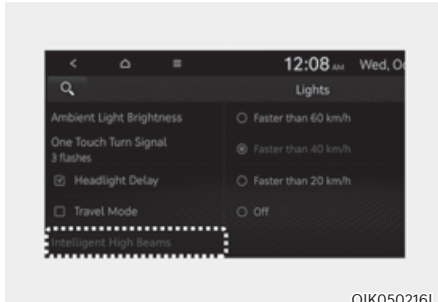 12:08 AM Wed, Oc
Lights
Ambient Light Brightness
One Touch Turn Signal
3 flashes
Headlight Delay
Travel Mode
Intelligent High Beams
Faster than 60 km/h
Faster than 40 km/h
Faster than 20 km/h
Off
OIK050216L